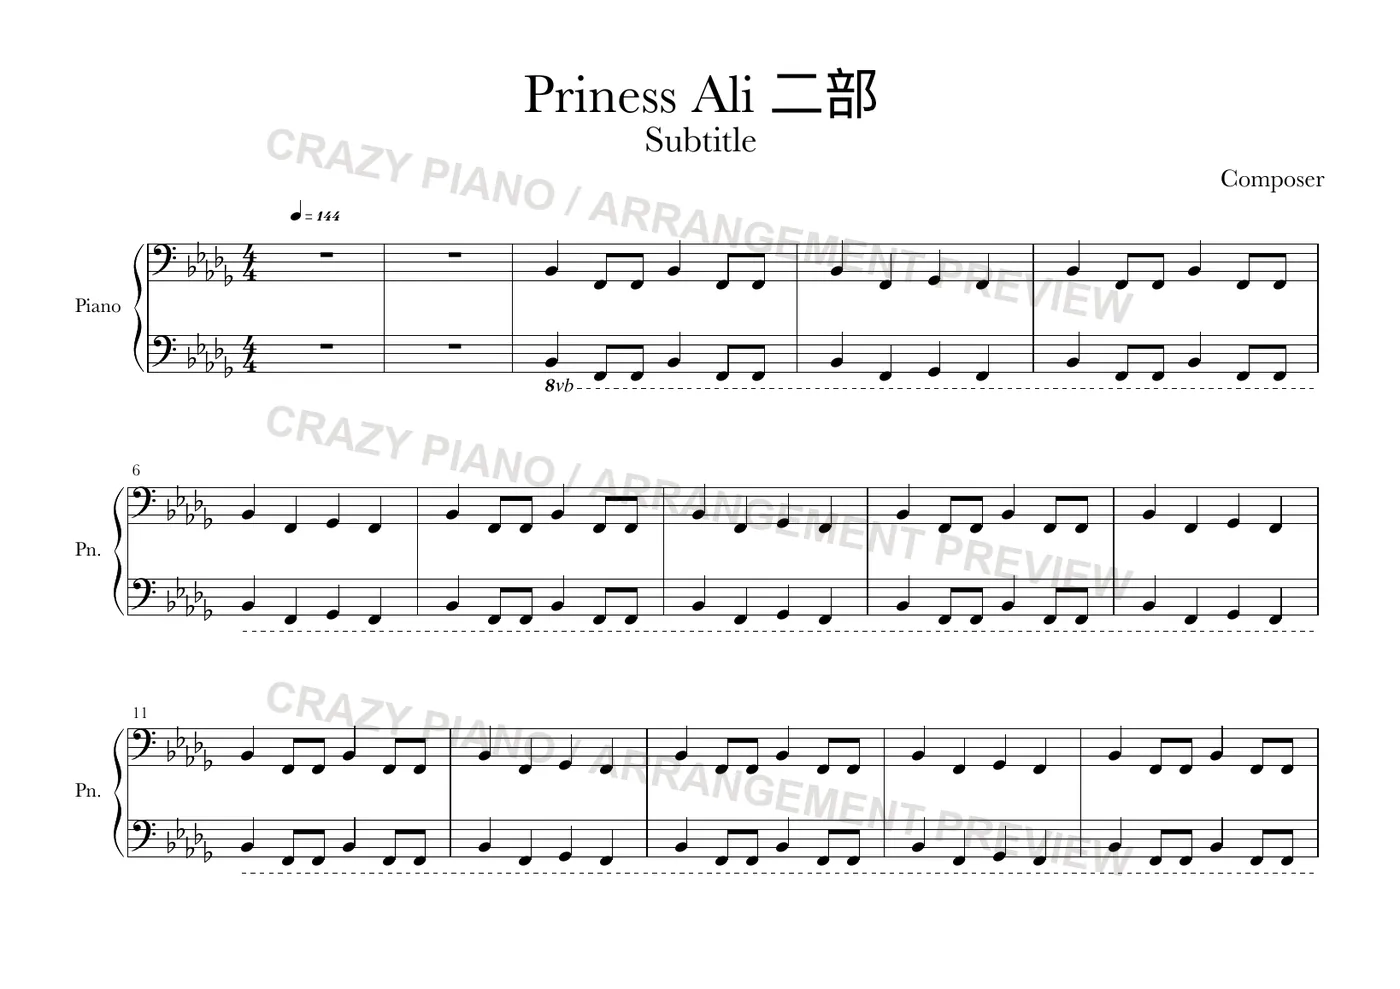 Priness Ali 二部
Subtitle
Composer
CRAZY PIANO / ARRANGEMENT PREVIEW
= 144
Piano
4
4
4
4
8vb
CRAZY PIANO / ARRANGEMENT PREVIEW
6
Pn.
CRAZY PIANO / ARRANGEMENT PREVIEW
11
Pn.